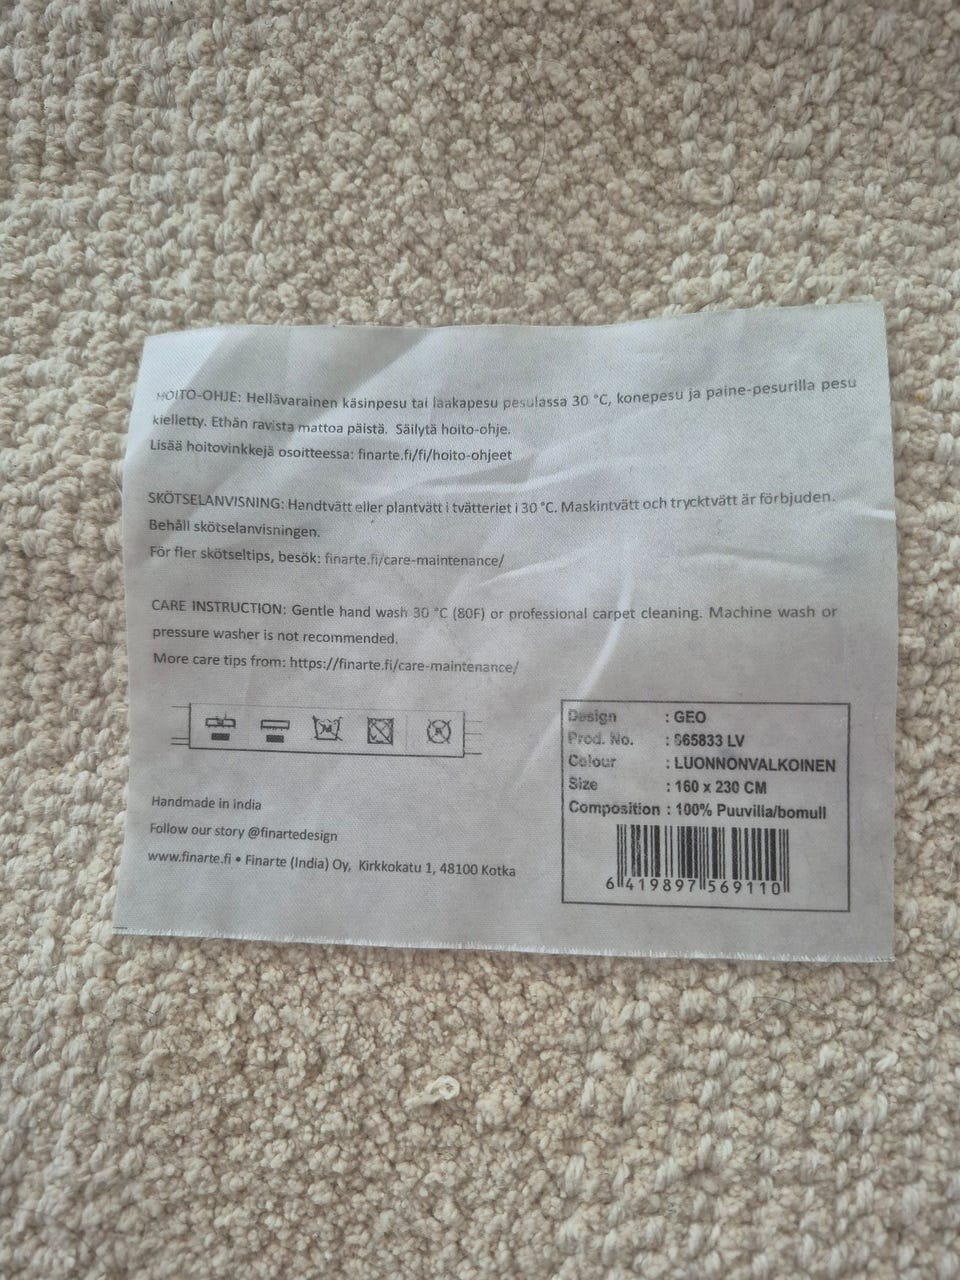 HOITO-OHJE: Hellävarainen käsinpesu tai laakapesu pesulassa 30 °C, konepesu ja paine-pesurilla pesu
kielletty. Ethän ravista mattoa päistä. Säilytä hoito-ohje.
Lisää hoitovinkkejä osoitteessa: finarte.fi/fi/hoito-ohjeet
SKÖTSELANVISNING: Handtvätt eller plantvätt i tvätteriet i 30 °C. Maskintvätt och trycktvätt är förbjuden.
Behåll skötselanvisningen.
För fler skötseltips, besök: finarte.fi/care-maintenance/
CARE INSTRUCTION: Gentle hand wash 30 °C (80F) or professional carpet cleaning. Machine wash or
pressure washer is not recommended.
More care tips from: https://finarte.fi/care-maintenance/
Handmade in india
Follow our story @finartedesign
www.finarte.fi • Finarte (India) Oy, Kirkkokatu 1, 48100 Kotka
Design : GEO
Prod. No. : S65833 LV
Colour : LUONNONVALKOINEN
Size : 160 x 230 CM
Composition : 100% Puuvilla/bomull
6 419897 569110